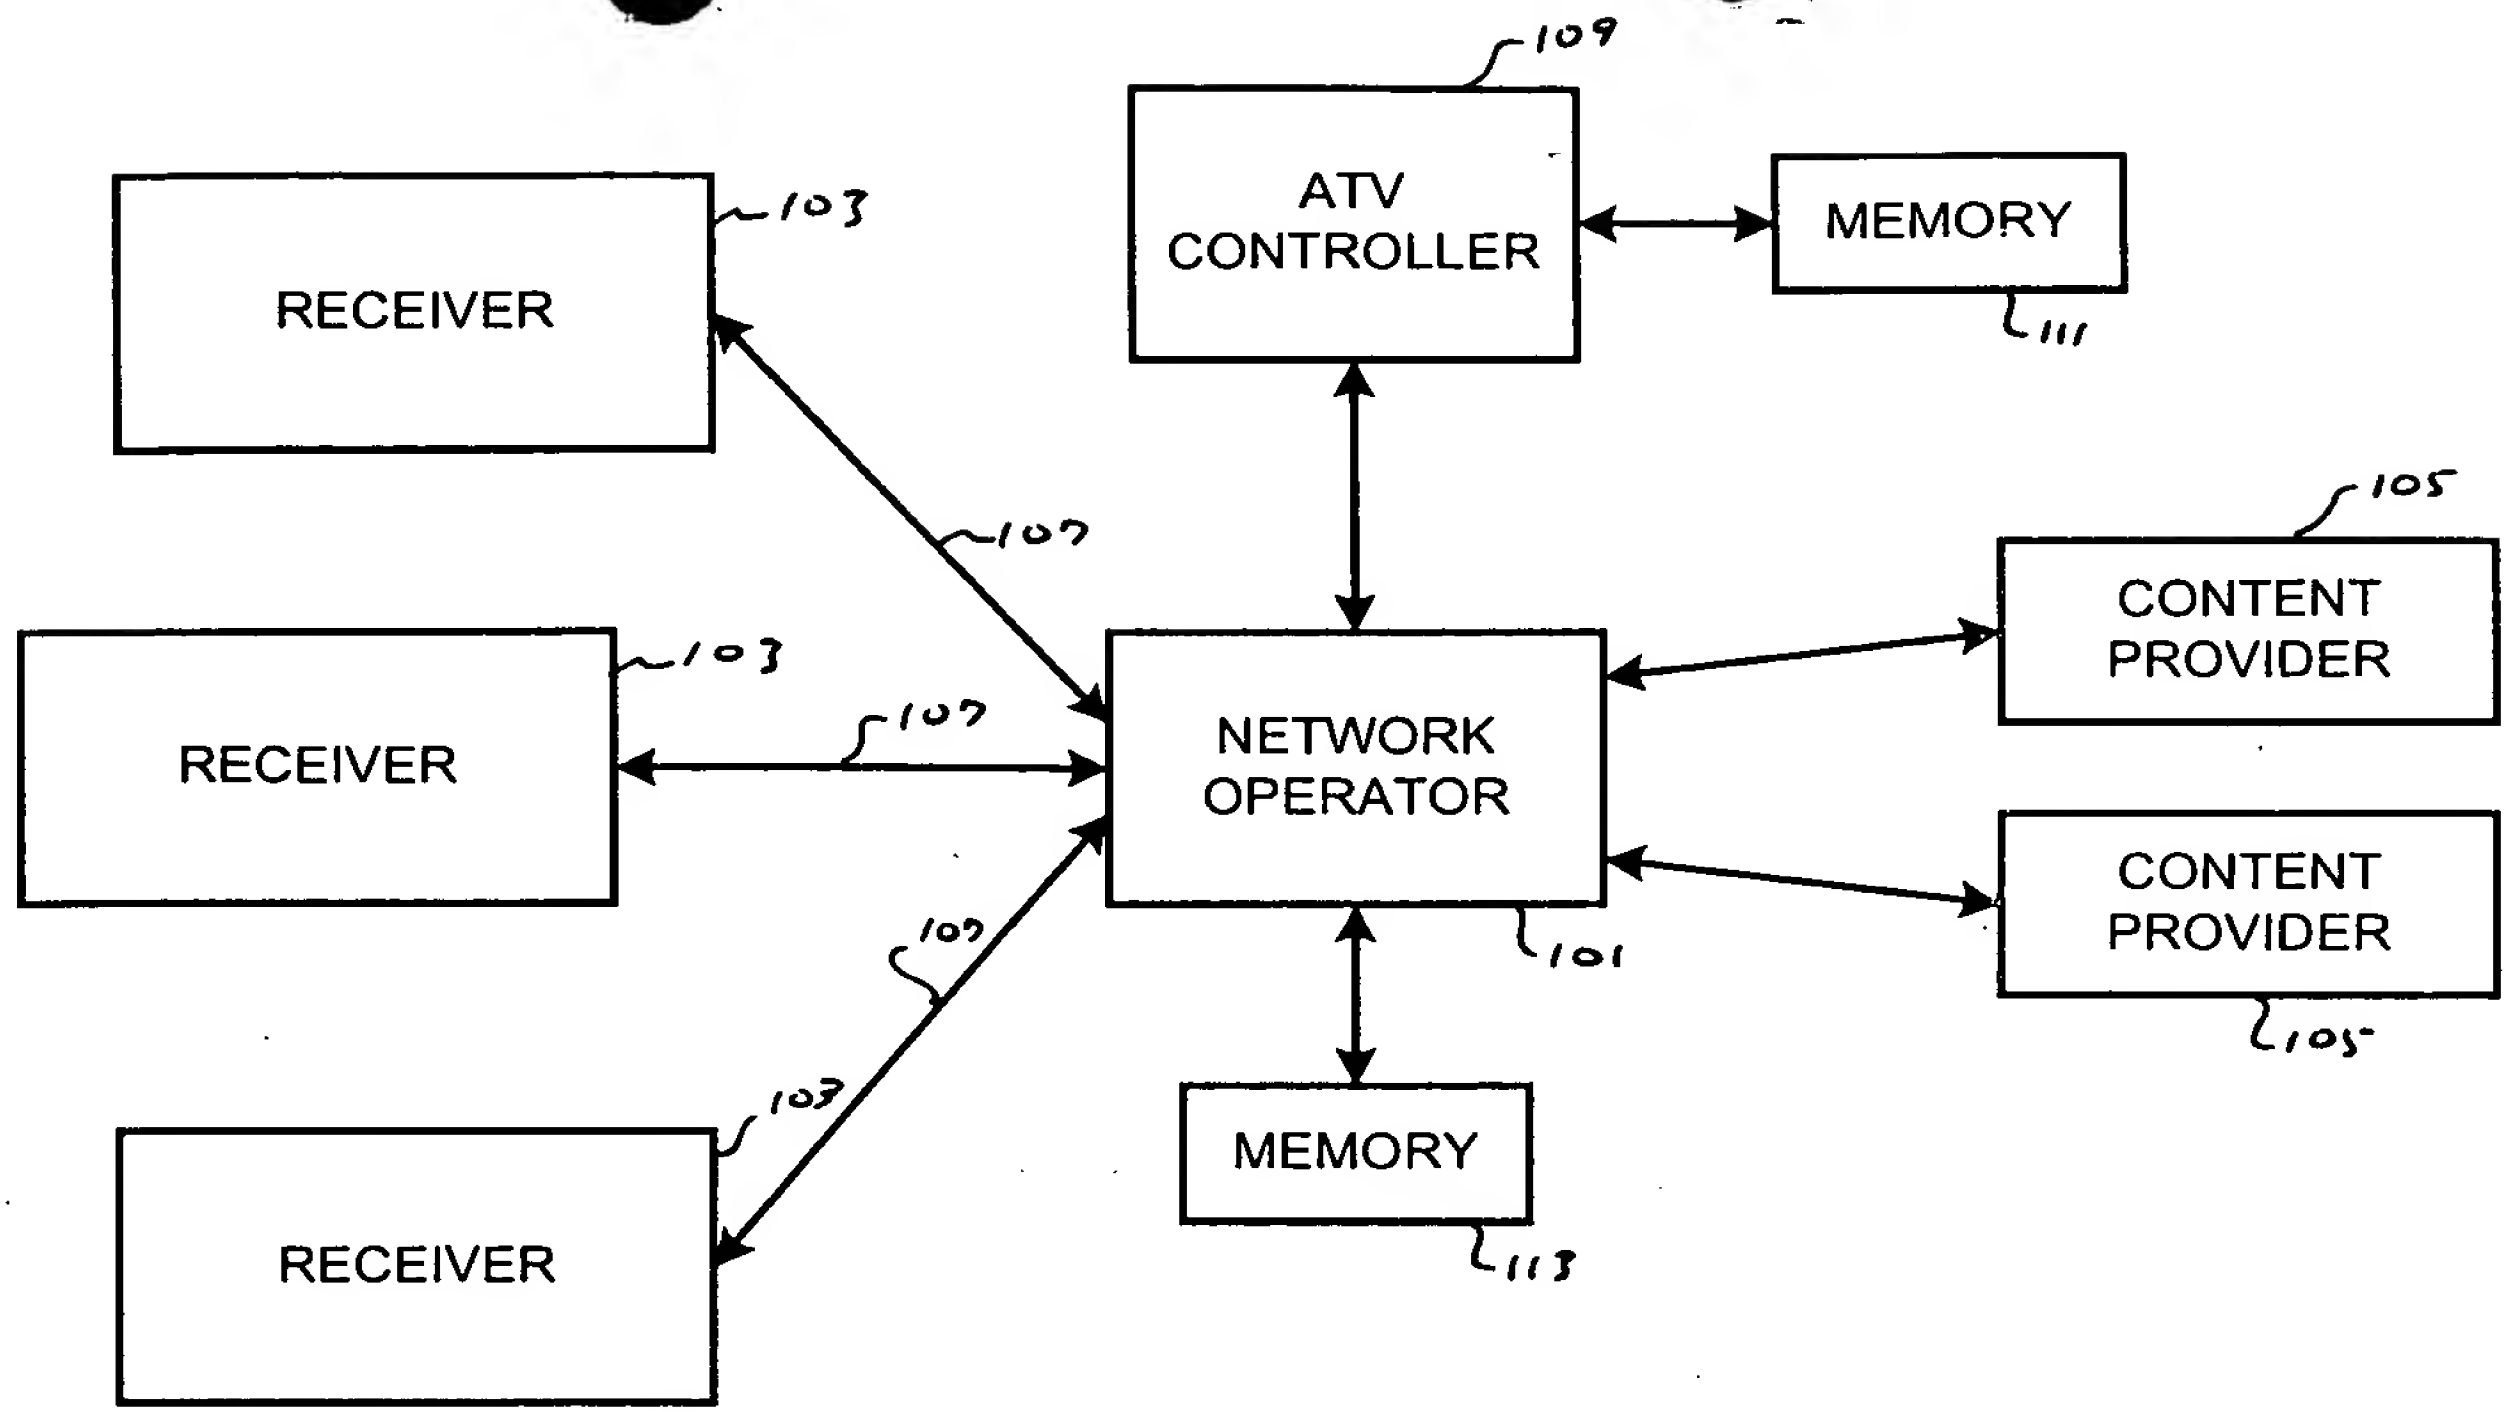 109
ATV
CONTROLLER
MEMORY
111
103
RECEIVER
107
105
CONTENT
PROVIDER
103
RECEIVER
107
NETWORK
OPERATOR
101
CONTENT
PROVIDER
105
107
103
RECEIVER
MEMORY
113